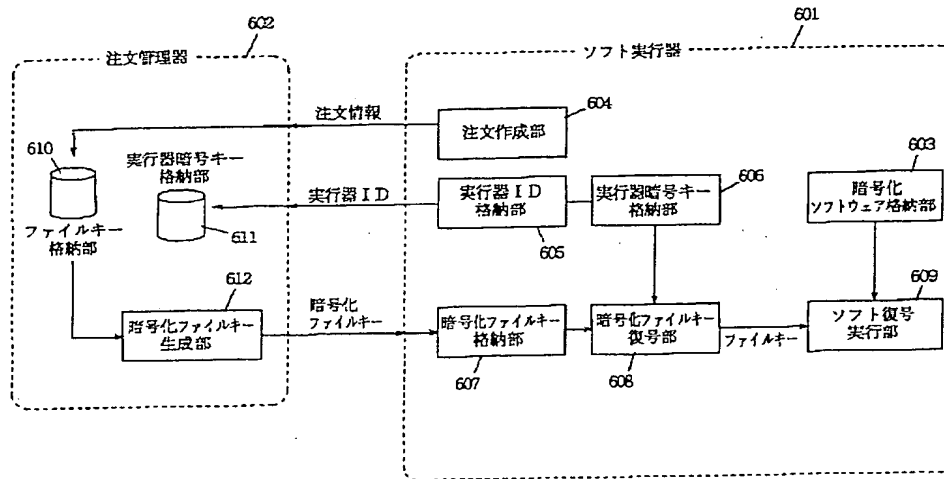 602
601
注文管理器
ソフト実行器
注文情報
604
注文作成部
610
603
実行器暗号キー
格納部
実行器ID
実行器ID
格納部
実行器暗号キー
格納部
606
暗号化
ソフトウェア格納部
611
605
ファイルキー
格納部
612
609
暗号化ファイルキー
生成部
暗号化
ファイルキー
暗号化ファイルキー
格納部
暗号化ファイルキー
復号部
ファイルキー
ソフト復号
実行部
607
608